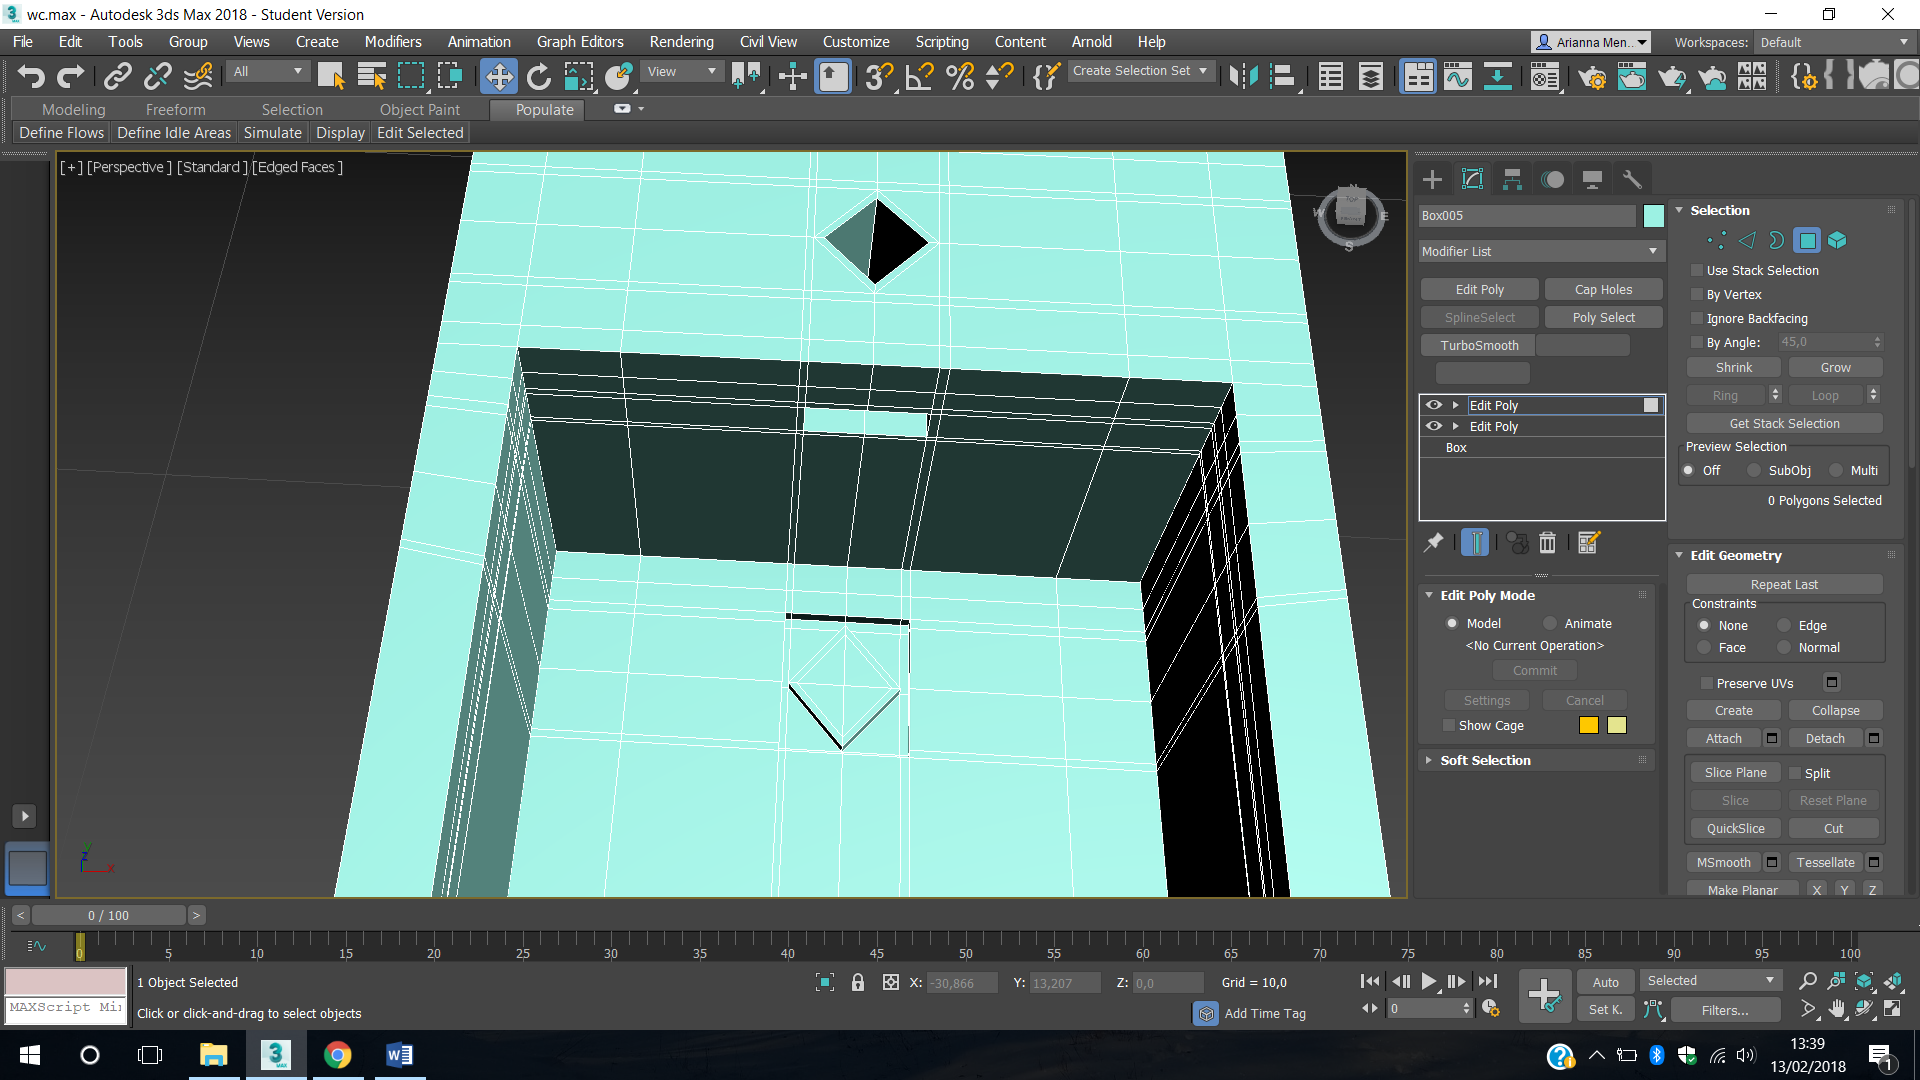 wc.max - Autodesk 3ds Max 2018 - Student Version
File Edit Tools Group Views Create Modifiers Animation Graph Editors Rendering Civil View Customize Scripting Content Arnold Help
Arianna Men... Workspaces: Default
All View Create Selection Set
Modeling Freeform Selection Object Paint Populate
Define Flows Define Idle Areas Simulate Display Edit Selected
[+] [Perspective] [Standard] [Edged Faces]
N
TOP
W E
S
Box005
Modifier List
Edit Poly Cap Holes
SplineSelect Poly Select
TurboSmooth
Edit Poly
Edit Poly
Box
Edit Poly Mode
Model Animate
<No Current Operation>
Commit
Settings Cancel
Show Cage
Soft Selection
Selection
Use Stack Selection
By Vertex
Ignore Backfacing
By Angle: 45,0
Shrink Grow
Ring Loop
Get Stack Selection
Preview Selection
Off SubObj Multi
0 Polygons Selected
Edit Geometry
Repeat Last
Constraints
None Edge
Face Normal
Preserve UVs
Create Collapse
Attach Detach
Slice Plane Split
Slice Reset Plane
QuickSlice Cut
MSmooth Tessellate
Make Planar X Y Z
z x
< 0 / 100 >
0 5 10 15 20 25 30 35 40 45 50 55 60 65 70 75 80 85 90 95 100
1 Object Selected
X: -30,866 Y: 13,207 Z: 0,0 Grid = 10,0
Auto Selected
MAXScript Mi
Click or click-and-drag to select objects
Add Time Tag
0
Set K. Filters...
3
MAX
13:39
13/02/2018
1